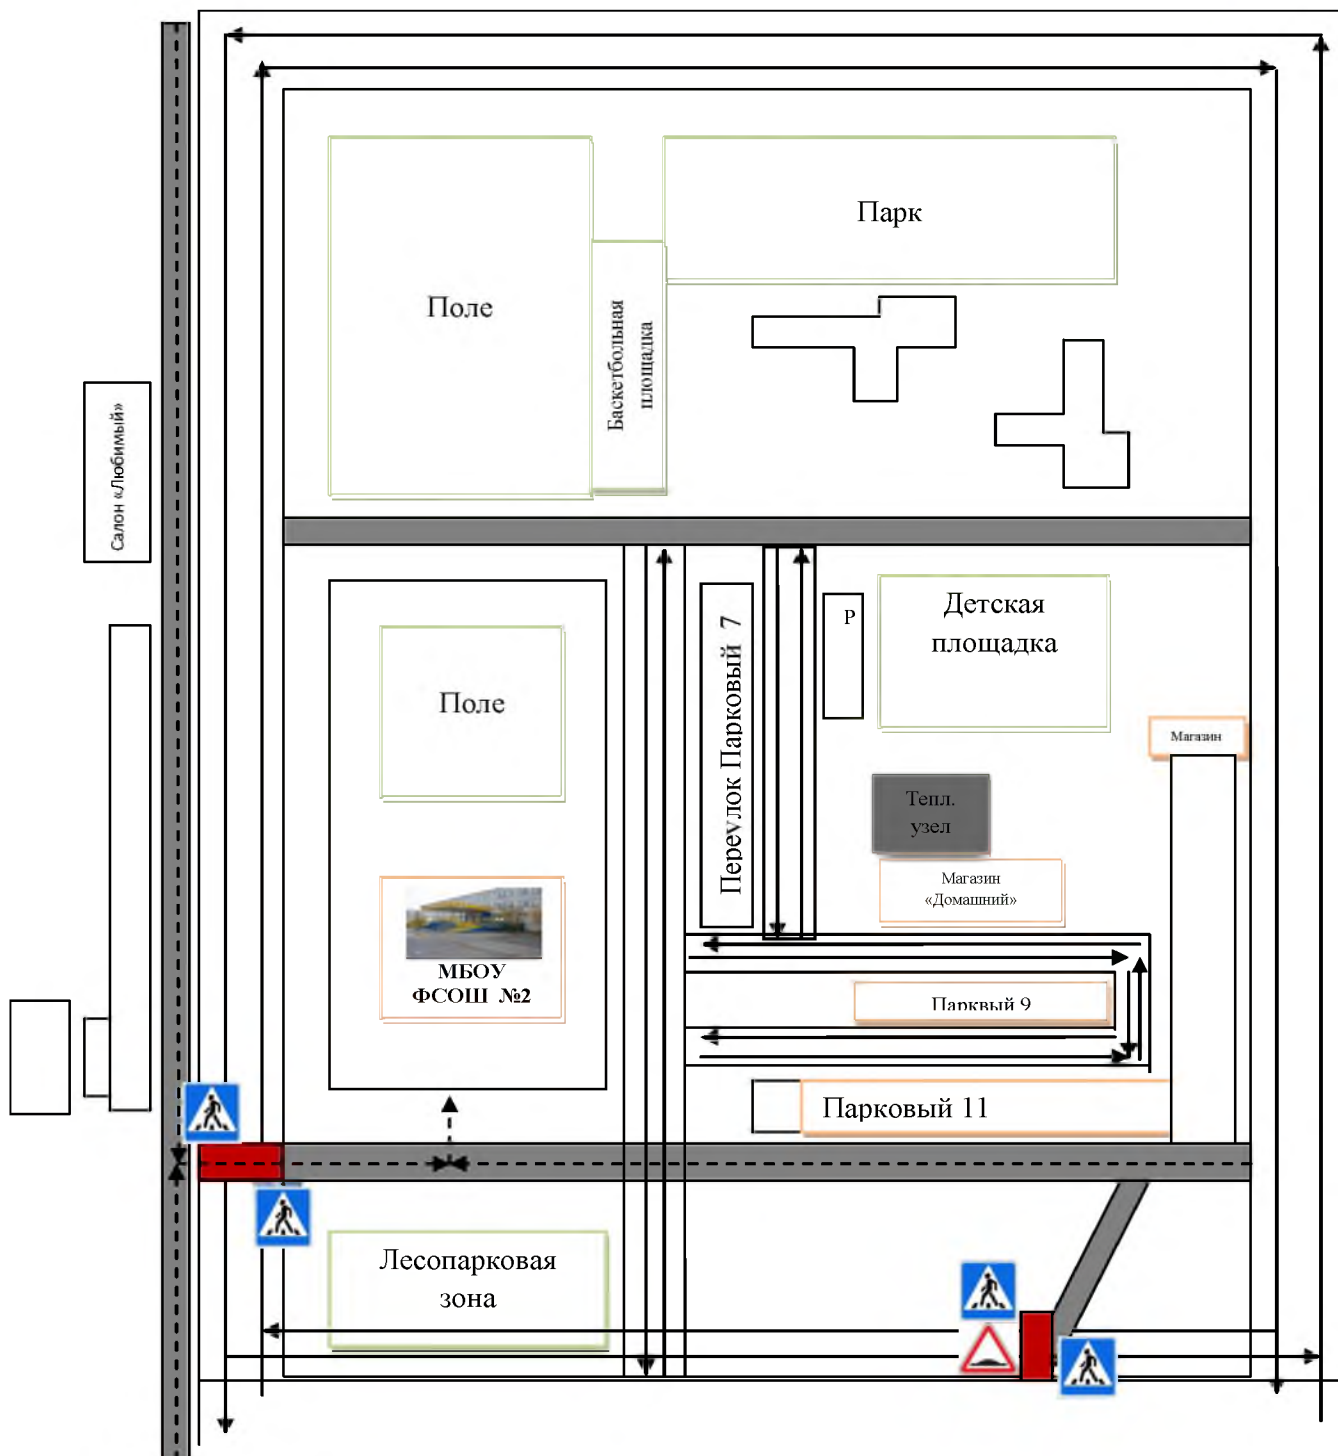 Парк
Поле
Баскетбольная
площадка
Салон «Любимый»
Детская
площадка
Р
Переулок Парковый 7
Поле
Магазин
Тепл.
узел
Магазин
«Домашний»
МБОУ
ФСОШ №2
Парквый 9
Парковый 11
Лесопарковая
зона